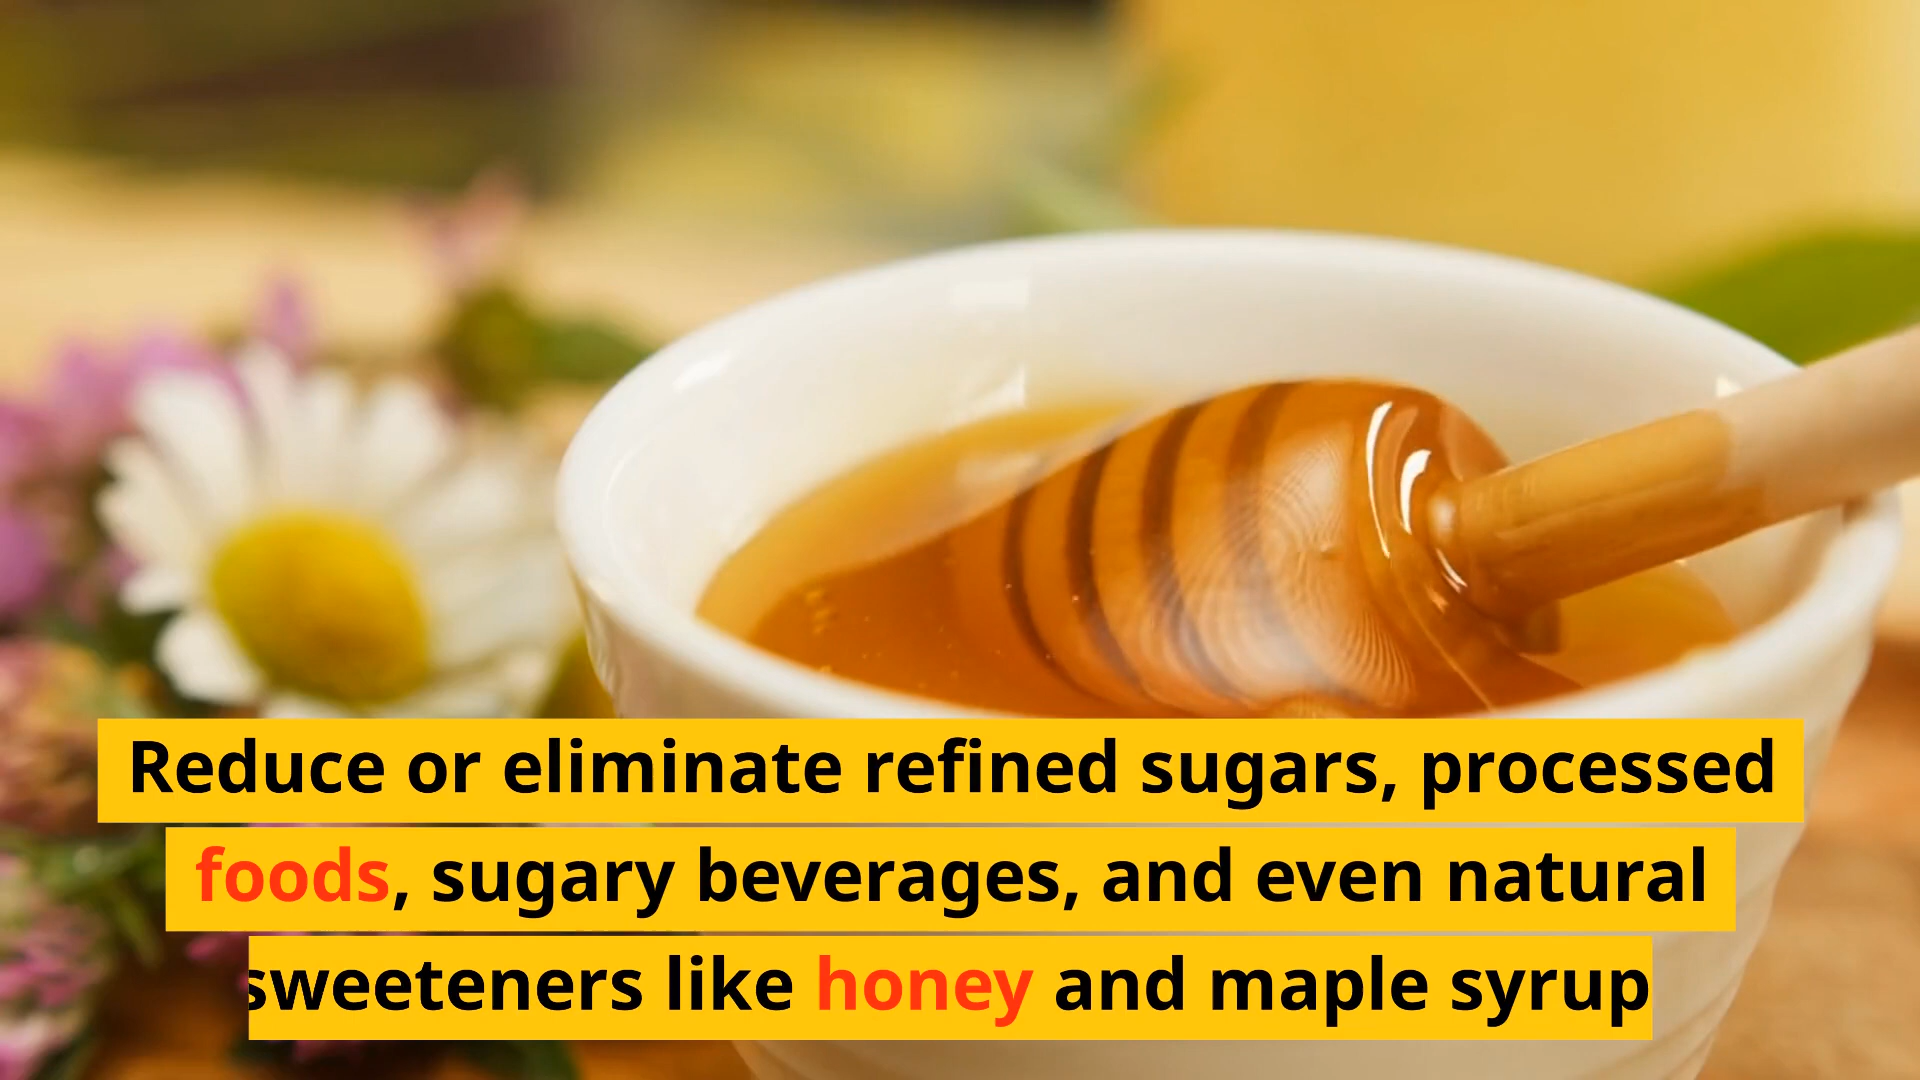 Reduce or eliminate refined sugars, processed
foods, sugary beverages, and even natural
sweeteners like honey and maple syrup